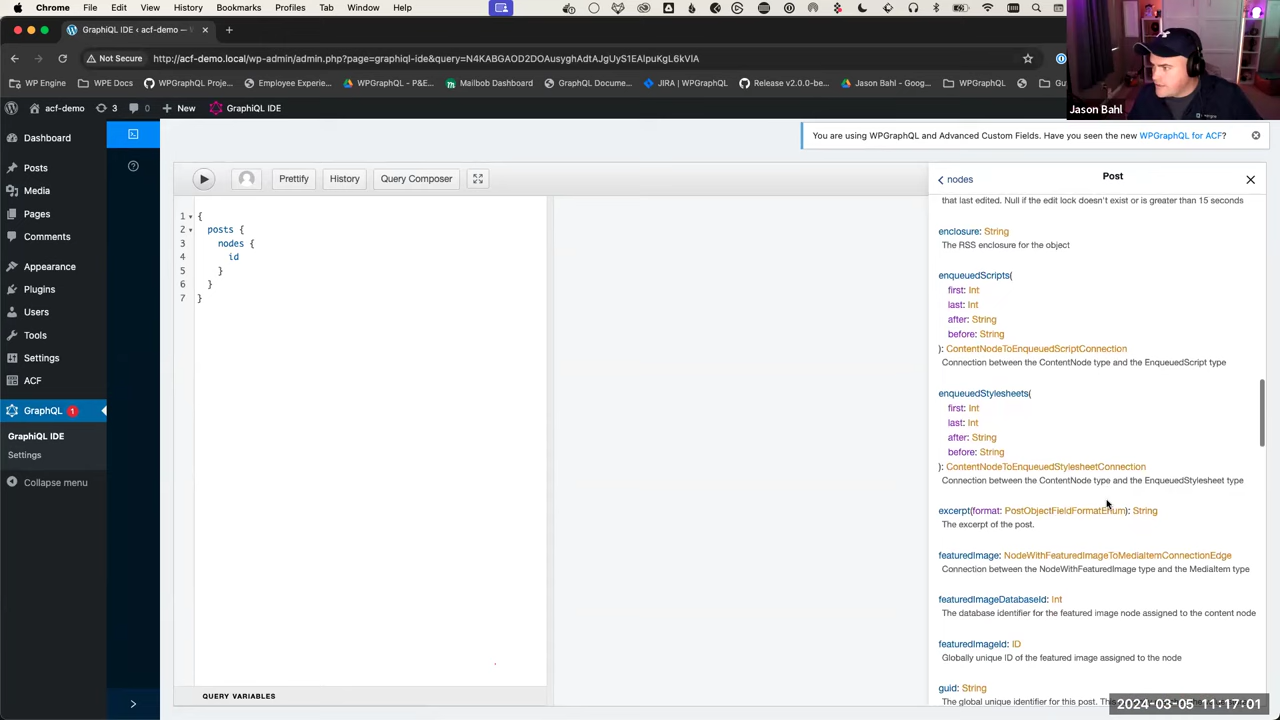 Chrome File Edit View History Bookmarks Profiles Tab Window Help
GraphiQL IDE ‹ acf-demo — W
Not Secure http://acf-demo.local/wp-admin/admin.php?page=graphiql-ide&query=N4KABGAOD2DOAusyghAdtAJgUyS1EAIpuKgL6kVIA
WP Engine WPE Docs WPGraphQL Proje... Employee Experie... WPGraphQL - P&E... Mailbob Dashboard GraphQL Docume... JIRA | WPGraphQL Release v2.0.0-be... Jason Bahl - Goog... WPGraphQL
Jason Bahl
acf-demo 3 0 New GraphiQL IDE
Dashboard
Posts
Media
Pages
Comments
Appearance
Plugins
Users
Tools
Settings
ACF
GraphQL 1
GraphiQL IDE
Settings
Collapse menu
You are using WPGraphQL and Advanced Custom Fields. Have you seen the new WPGraphQL for ACF?
Prettify History Query Composer
1 {
2 posts {
3 nodes {
4 id
5 }
6 }
7 }
QUERY VARIABLES
nodes Post
that last edited. Null if the edit lock doesn't exist or is greater than 15 seconds
enclosure: String
The RSS enclosure for the object
enqueuedScripts(
first: Int
last: Int
after: String
before: String
): ContentNodeToEnqueuedScriptConnection
Connection between the ContentNode type and the EnqueuedScript type
enqueuedStylesheets(
first: Int
last: Int
after: String
before: String
): ContentNodeToEnqueuedStylesheetConnection
Connection between the ContentNode type and the EnqueuedStylesheet type
excerpt(format: PostObjectFieldFormatEnum): String
The excerpt of the post.
featuredImage: NodeWithFeaturedImageToMediaItemConnectionEdge
Connection between the NodeWithFeaturedImage type and the MediaItem type
featuredImageDatabaseId: Int
The database identifier for the featured image node assigned to the content node
featuredImageId: ID
Globally unique ID of the featured image assigned to the node
guid: String
The global unique identifier for this post. This
2024-03-05 11:17:01